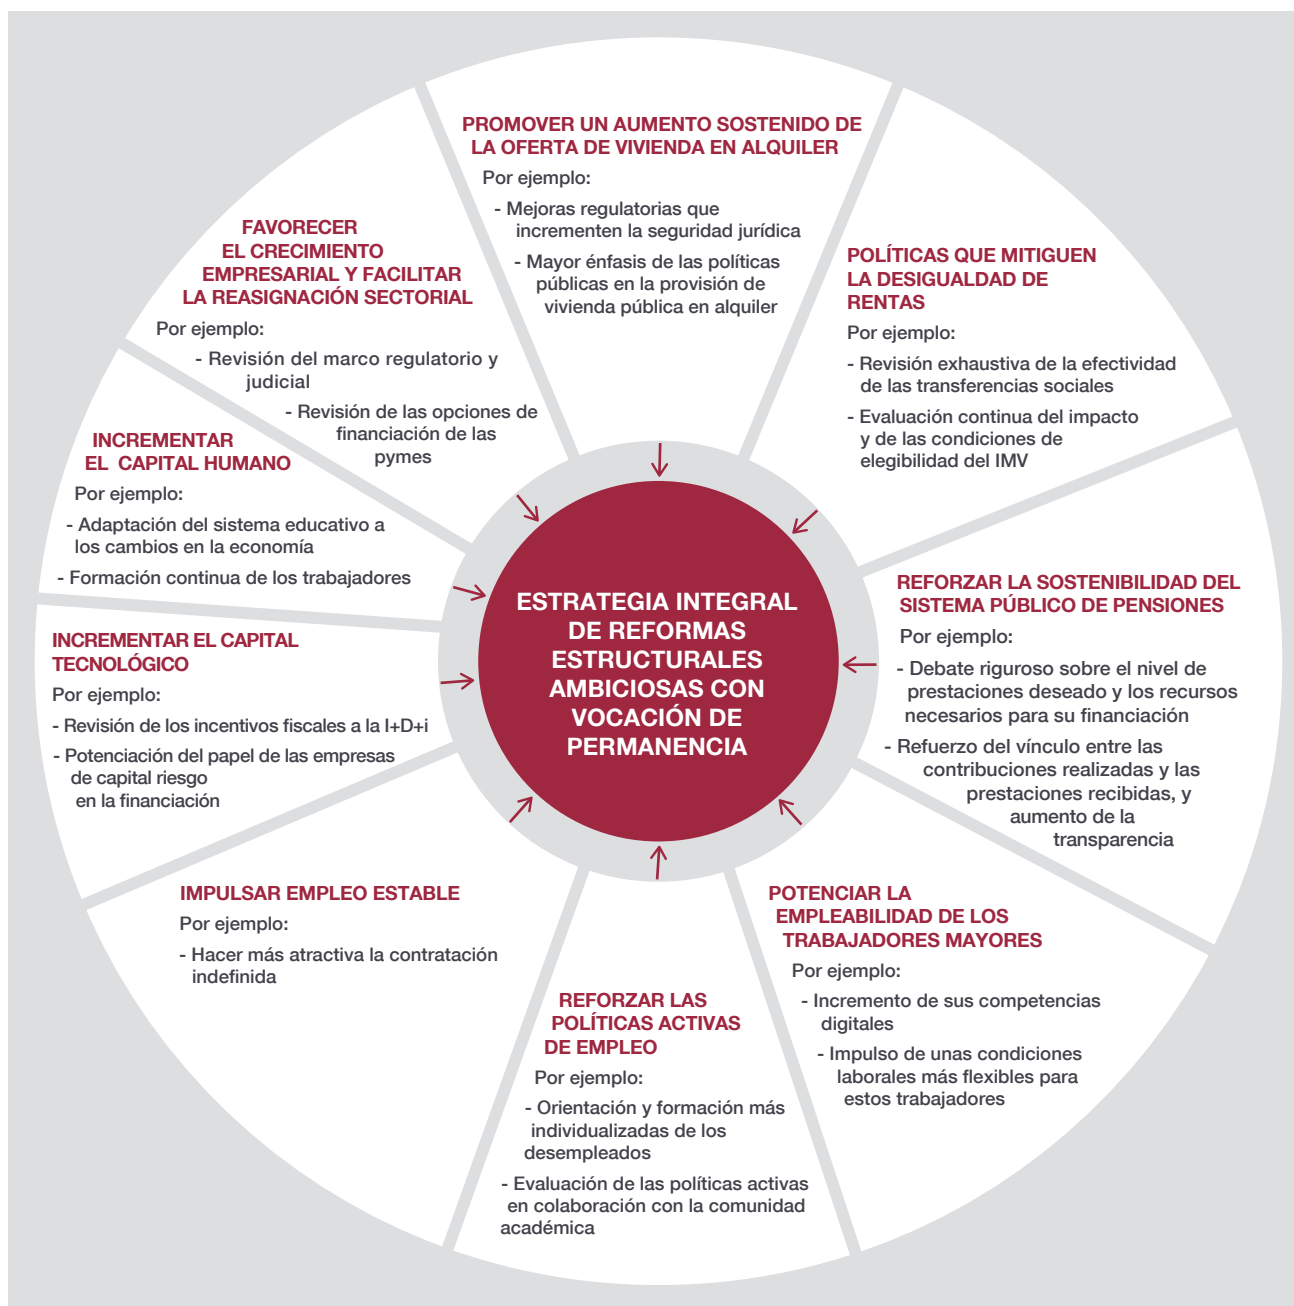 PROMOVER UN AUMENTO SOSTENIDO DE
LA OFERTA DE VIVIENDA EN ALQUILER
Por ejemplo:
- Mejoras regulatorias que
incrementen la seguridad jurídica
- Mayor énfasis de las políticas
públicas en la provisión de
vivienda pública en alquiler
POLÍTICAS QUE MITIGUEN
LA DESIGUALDAD DE
RENTAS
Por ejemplo:
- Revisión exhaustiva de la efectividad
de las transferencias sociales
- Evaluación continua del impacto
y de las condiciones de
elegibilidad del IMV
REFORZAR LA SOSTENIBILIDAD DEL
SISTEMA PÚBLICO DE PENSIONES
Por ejemplo:
- Debate riguroso sobre el nivel de
prestaciones deseado y los recursos
necesarios para su financiación
- Refuerzo del vínculo entre las
contribuciones realizadas y las
prestaciones recibidas, y
aumento de la
transparencia
POTENCIAR LA
EMPLEABILIDAD DE LOS
TRABAJADORES MAYORES
Por ejemplo:
- Incremento de sus competencias
digitales
- Impulso de unas condiciones
laborales más flexibles para
estos trabajadores
REFORZAR LAS
POLÍTICAS ACTIVAS
DE EMPLEO
Por ejemplo:
- Orientación y formación más
individualizadas de los
desempleados
- Evaluación de las políticas activas
en colaboración con la comunidad
académica
IMPULSAR EMPLEO ESTABLE
Por ejemplo:
- Hacer más atractiva la contratación
indefinida
INCREMENTAR EL CAPITAL
TECNOLÓGICO
Por ejemplo:
- Revisión de los incentivos fiscales a la I+D+i
- Potenciación del papel de las empresas
de capital riesgo
en la financiación
INCREMENTAR
EL CAPITAL HUMANO
Por ejemplo:
- Adaptación del sistema educativo a
los cambios en la economía
- Formación continua de los trabajadores
FAVORECER
EL CRECIMIENTO
EMPRESARIAL Y FACILITAR
LA REASIGNACIÓN SECTORIAL
Por ejemplo:
- Revisión del marco regulatorio y
judicial
- Revisión de las opciones de
financiación de las
pymes
ESTRATEGIA INTEGRAL
DE REFORMAS
ESTRUCTURALES
AMBICIOSAS CON
VOCACIÓN DE
PERMANENCIA